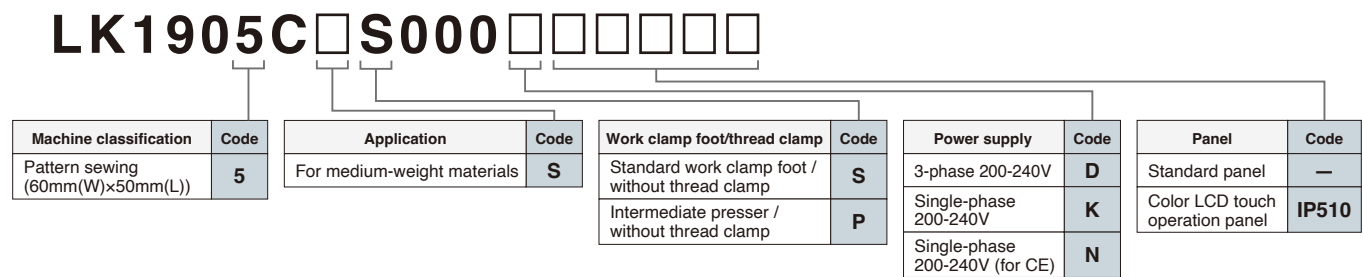 LK1905C□S000□□□□□□
Machine classification Code
Pattern sewing
(60mm(W)×50mm(L))
5
Application Code
For medium-weight materials S
Work clamp foot/thread clamp Code
Standard work clamp foot /
without thread clamp
S
Intermediate presser /
without thread clamp
P
Power supply Code
3-phase 200-240V D
Single-phase
200-240V
K
Single-phase
200-240V (for CE)
N
Panel Code
Standard panel —
Color LCD touch
operation panel
IP510